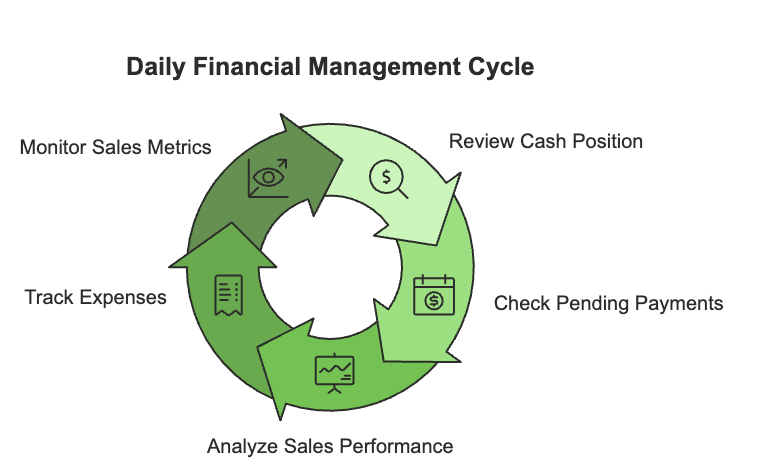 Daily Financial Management Cycle
Review Cash Position
Check Pending Payments
Analyze Sales Performance
Track Expenses
Monitor Sales Metrics
$
$